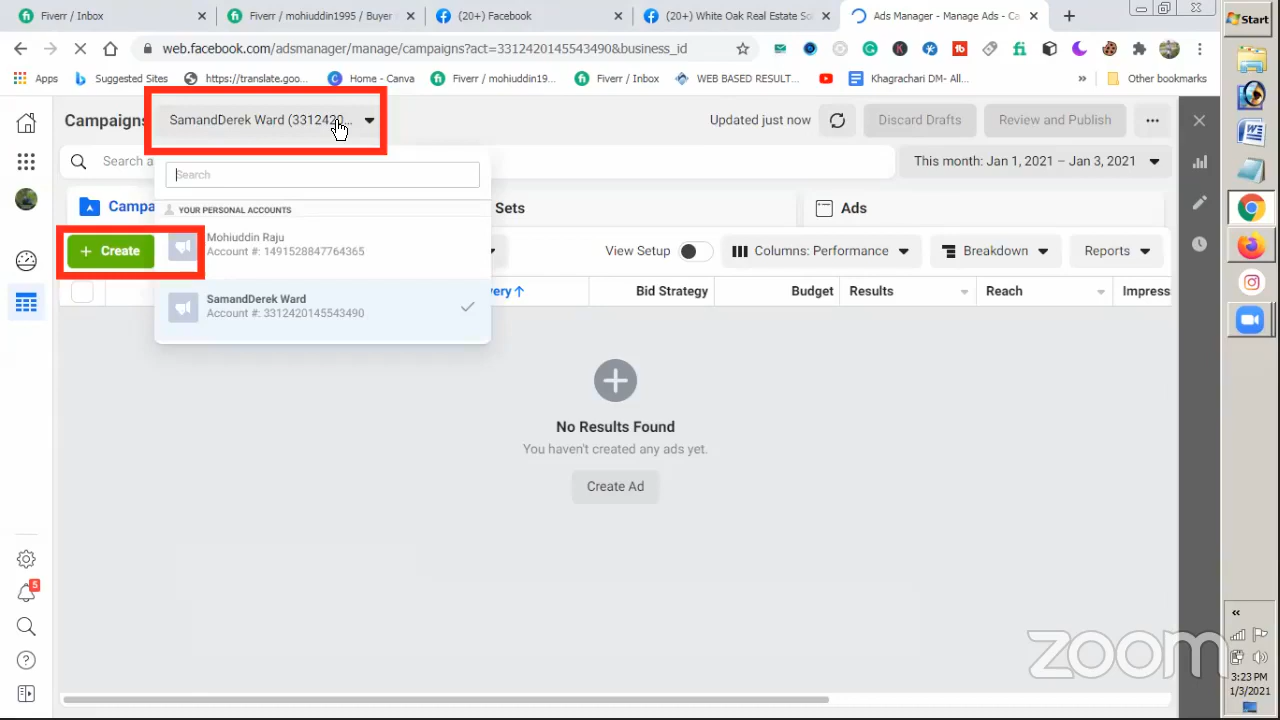 Fiverr / Inbox
Fiverr / mohiuddin1995 / Buyer
(20+) Facebook
(20+) White Oak Real Estate So
Ads Manager - Manage Ads - Ca
Start
web.facebook.com/adsmanager/manage/campaigns?act=3312420145543490&business_id
Apps
Suggested Sites
https://translate.goo...
Home - Canva
Fiverr / mohiuddin19...
Fiverr / Inbox
WEB BASED RESULT...
Khagrachari DM- All...
»
Other bookmarks
Campaigns
SamandDerek Ward (3312420...
Updated just now
Discard Drafts
Review and Publish
Search a
This month: Jan 1, 2021 – Jan 3, 2021
Search
Campa
Sets
Ads
YOUR PERSONAL ACCOUNTS
+ Create
Mohiuddin Raju
Account #: 1491528847764365
View Setup
Columns: Performance
Breakdown
Reports
SamandDerek Ward
Account #: 3312420145543490
very↑
Bid Strategy
Budget
Results
Reach
Impress
No Results Found
You haven't created any ads yet.
Create Ad
5
zoom
3:23 PM
1/3/2021